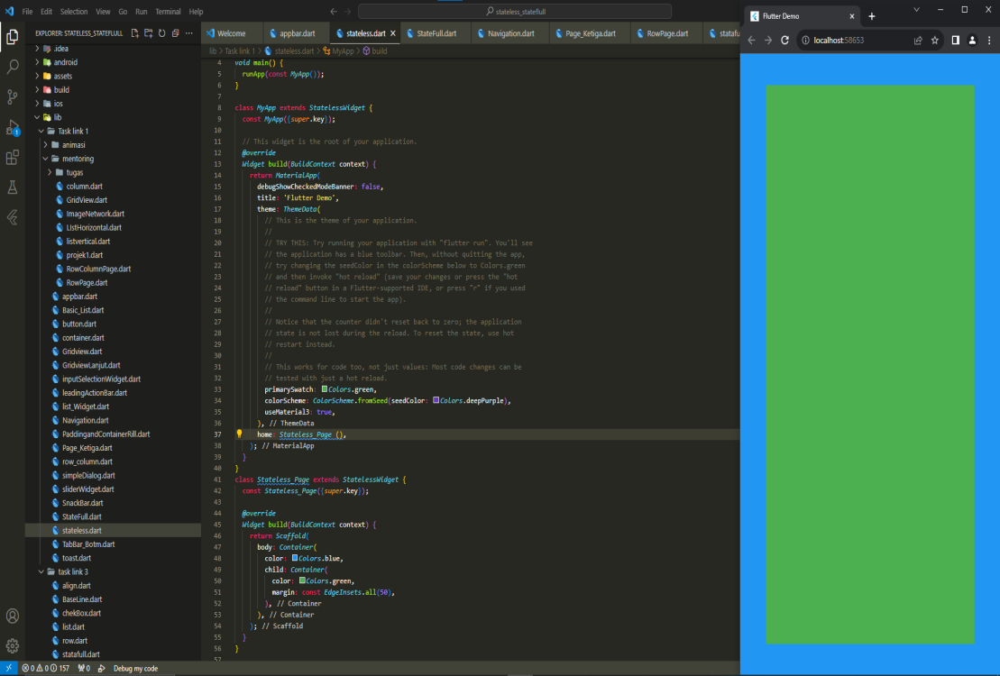 File Edit Selection View Go Run Terminal Help
stateless_statefull
EXPLORER: STATELESS_STATEFULL
.idea
android
assets
build
ios
lib
Task link 1
animasi
mentoring
tugas
column.dart
GridView.dart
ImageNetwork.dart
LIstHorizontal.dart
listvertical.dart
projek1.dart
RowColumnPage.dart
RowPage.dart
appbar.dart
Basic_List.dart
button.dart
container.dart
Gridview.dart
GridviewLanjut.dart
inputSelectionWidget.dart
leadingActionBar.dart
list_Widget.dart
Navigation.dart
PaddingandContainerRill.dart
Page_Ketiga.dart
row_column.dart
simpleDialog.dart
sliderWidget.dart
SnackBar.dart
StateFull.dart
stateless.dart
TabBar_Botm.dart
toast.dart
task link 3
align.dart
BaseLine.dart
chekBox.dart
list.dart
row.dart
statafull.dart
Welcome appbar.dart stateless.dart StateFull.dart Navigation.dart Page_Ketiga.dart RowPage.dart statafu
lib > Task link 1 > stateless.dart > MyApp > build
4 void main() {
5 runApp(const MyApp());
6 }
7
8 class MyApp extends StatelessWidget {
9 const MyApp({super.key});
10
11 // This widget is the root of your application.
12 @override
13 Widget build(BuildContext context) {
14 return MaterialApp(
15 debugShowCheckedModeBanner: false,
16 title: 'Flutter Demo',
17 theme: ThemeData(
18 // This is the theme of your application.
19 //
20 // TRY THIS: Try running your application with "flutter run". You'll see
21 // the application has a blue toolbar. Then, without quitting the app,
22 // try changing the seedColor in the colorScheme below to Colors.green
23 // and then invoke "hot reload" (save your changes or press the "hot
24 // reload" button in a Flutter-supported IDE, or press "r" if you used
25 // the command line to start the app).
26 //
27 // Notice that the counter didn't reset back to zero; the application
28 // state is not lost during the reload. To reset the state, use hot
29 // restart instead.
30 //
31 // This works for code too, not just values: Most code changes can be
32 // tested with just a hot reload.
33 primarySwatch: Colors.green,
34 colorScheme: ColorScheme.fromSeed(seedColor: Colors.deepPurple),
35 useMaterial3: true,
36 ), // ThemeData
37 home: Stateless_Page (),
38 ); // MaterialApp
39 }
40 }
41 class Stateless_Page extends StatelessWidget {
42 const Stateless_Page({super.key});
43
44 @override
45 Widget build(BuildContext context) {
46 return Scaffold(
47 body: Container(
48 color: Colors.blue,
49 child: Container(
50 color: Colors.green,
51 margin: const EdgeInsets.all(50),
52 ), // Container
53 ), // Container
54 ); // Scaffold
55 }
56 }
57
0 0 157 0 Debug my code
1
Flutter Demo
localhost:58653